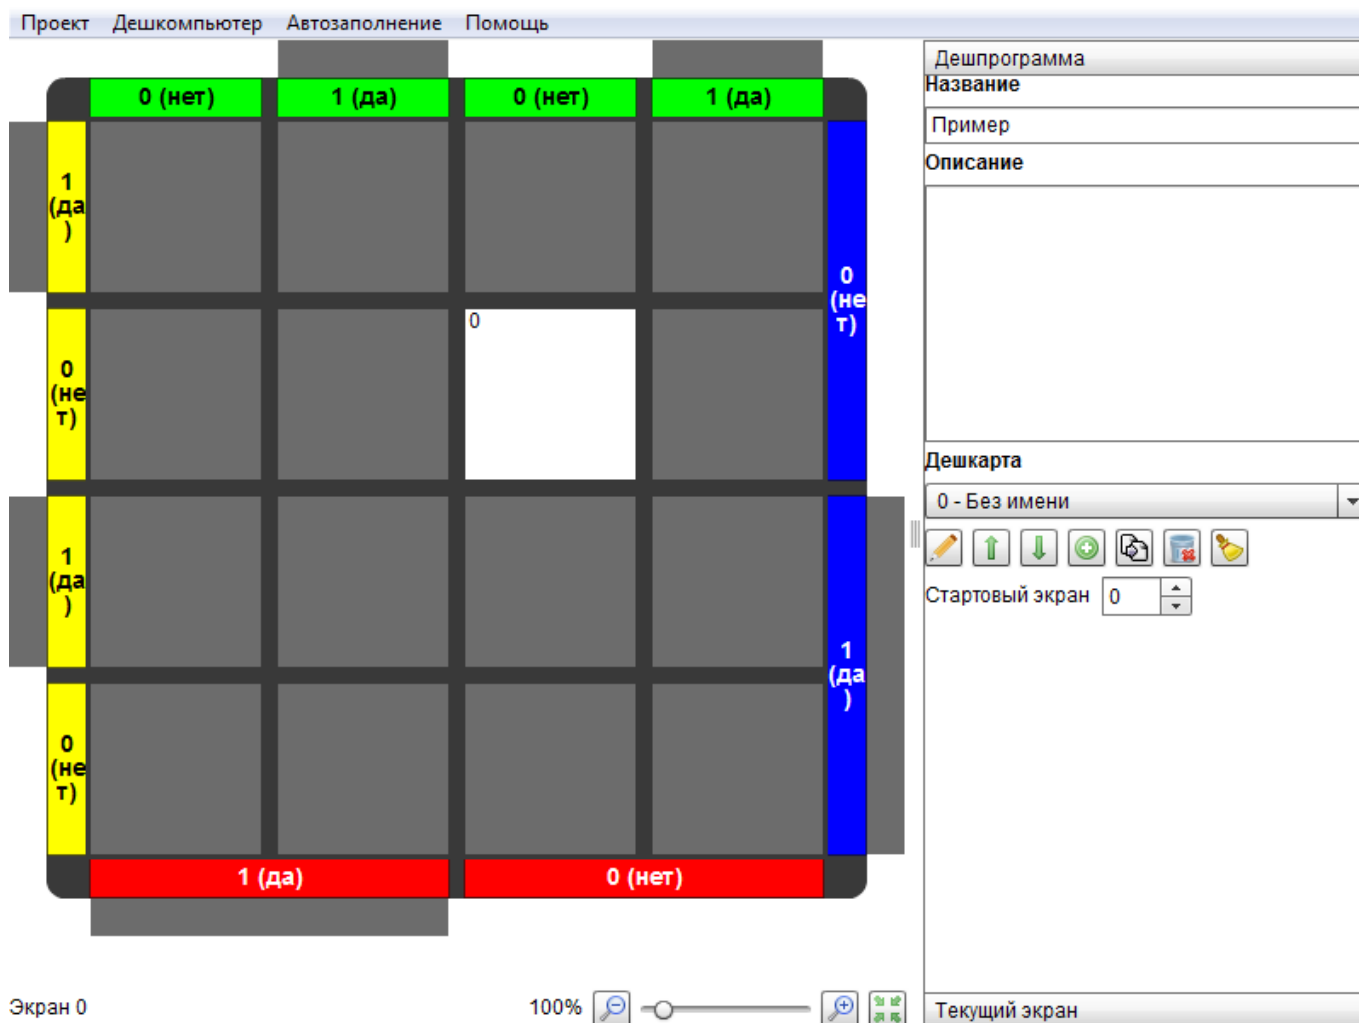 Проект Дешкомпьютер Автозаполнение Помощь
0 (нет) 1 (да) 0 (нет) 1 (да)
1
(да
)
0
(не
т)
1
(да
)
0
(не
т)
0
0
(не
т)
1
(да
)
1 (да) 0 (нет)
Экран 0
100%
Дешпрограмма
Название
Пример
Описание
Дешкарта
0 - Без имени
Стартовый экран 0
Текущий экран